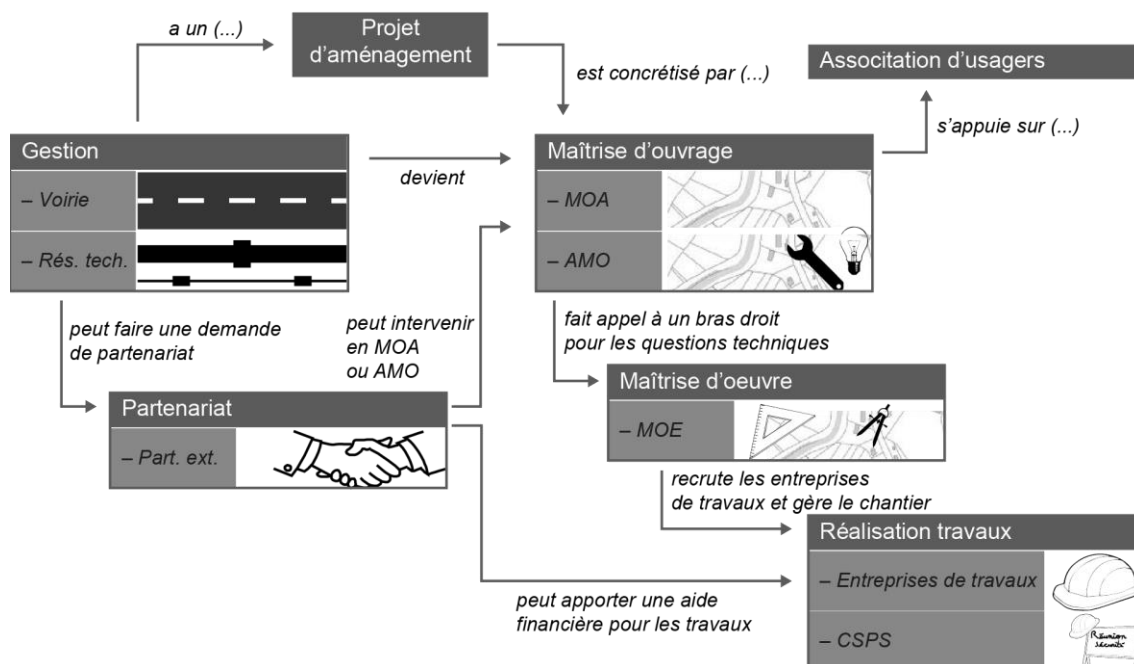 a un (...)
Projet
d'aménagement
est concrétisé par (...)
Associtation d'usagers
s'appuie sur (...)
Gestion
– Voirie
– Rés. tech.
devient
Maîtrise d'ouvrage
– MOA
– AMO
peut faire une demande
de partenariat
peut intervenir
en MOA
ou AMO
fait appel à un bras droit
pour les questions techniques
Partenariat
– Part. ext.
Maîtrise d'oeuvre
– MOE
recrute les entreprises
de travaux et gère le chantier
Réalisation travaux
– Entreprises de travaux
– CSPS
Réunion
sécurité
peut apporter une aide
financière pour les travaux